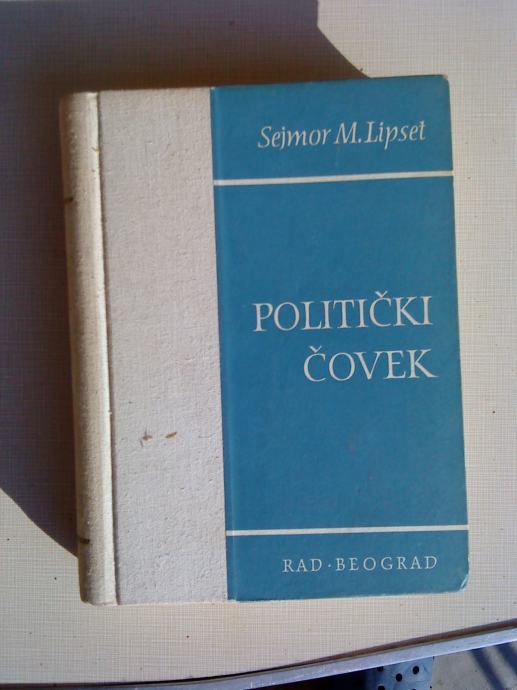 Sejmor M. Lipset
POLITIČKI
ČOVEK
RAD · BEOGRAD